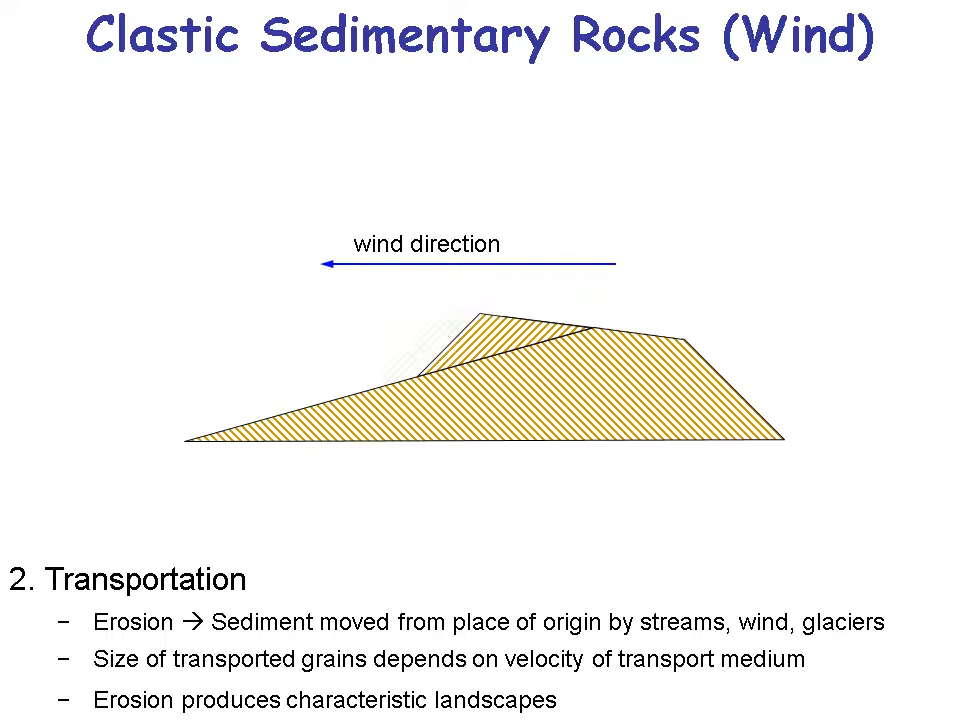 Clastic Sedimentary Rocks (Wind)
wind direction
2. Transportation
− Erosion → Sediment moved from place of origin by streams, wind, glaciers
− Size of transported grains depends on velocity of transport medium
− Erosion produces characteristic landscapes